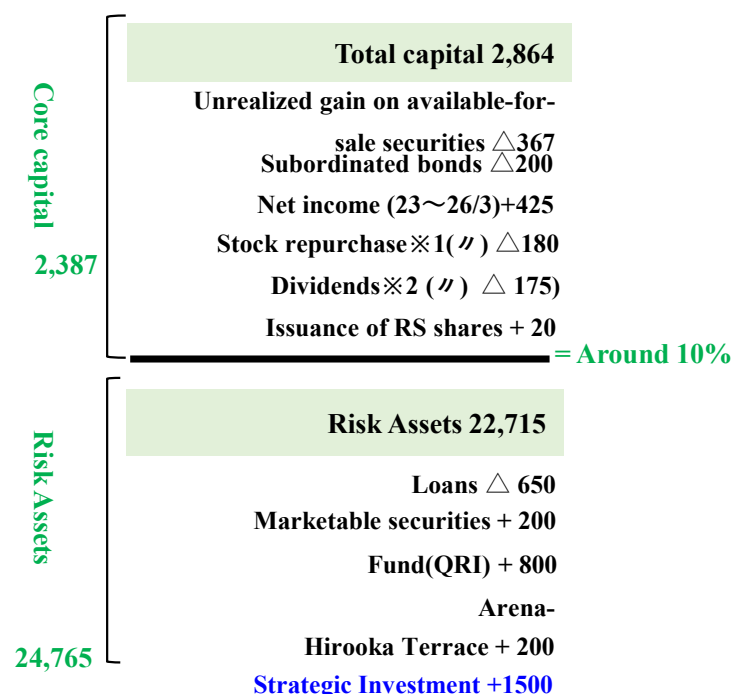 Core capital
2,387
Total capital 2,864
Unrealized gain on available-for-
sale securities △367
Subordinated bonds △200
Net income (23～26/3)+425
Stock repurchase※1(〃) △180
Dividends※2 (〃) △ 175)
Issuance of RS shares + 20
= Around 10%
Risk Assets
24,765
Risk Assets 22,715
Loans △ 650
Marketable securities + 200
Fund(QRI) + 800
Arena-
Hirooka Terrace + 200
Strategic Investment +1500